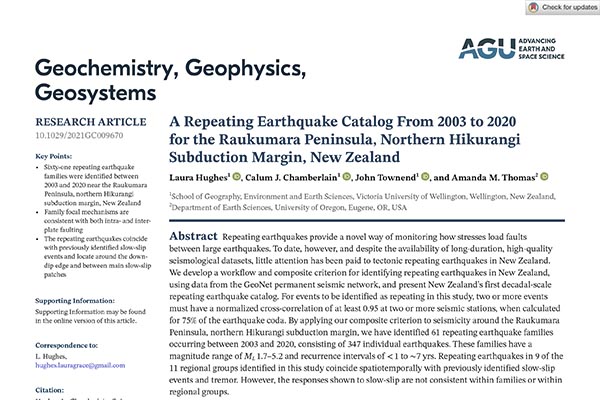 Check for updates
AGU ADVANCING
EARTH AND
SPACE SCIENCE
Geochemistry, Geophysics,
Geosystems
RESEARCH ARTICLE
10.1029/2021GC009670
Key Points:
• Sixty-one repeating earthquake
families were identified between
2003 and 2020 near the Raukumara
Peninsula, northern Hikurangi
subduction margin, New Zealand
• Family focal mechanisms are
consistent with both intra- and inter-
plate faulting
• The repeating earthquakes coincide
with previously identified slow-slip
events and locate around the down-
dip edge and between main slow-slip
patches
Supporting Information:
Supporting Information may be found
in the online version of this article.
Correspondence to:
L. Hughes,
hughes.lauragrace@gmail.com
Citation:
A Repeating Earthquake Catalog From 2003 to 2020
for the Raukumara Peninsula, Northern Hikurangi
Subduction Margin, New Zealand
Laura Hughes¹, Calum J. Chamberlain¹, John Townend¹, and Amanda M. Thomas²
¹School of Geography, Environment and Earth Sciences, Victoria University of Wellington, Wellington, New Zealand,
²Department of Earth Sciences, University of Oregon, Eugene, OR, USA
Abstract Repeating earthquakes provide a novel way of monitoring how stresses load faults
between large earthquakes. To date, however, and despite the availability of long-duration, high-quality
seismological datasets, little attention has been paid to tectonic repeating earthquakes in New Zealand.
We develop a workflow and composite criterion for identifying repeating earthquakes in New Zealand,
using data from the GeoNet permanent seismic network, and present New Zealand's first decadal-scale
repeating earthquake catalog. For events to be identified as repeating in this study, two or more events
must have a normalized cross-correlation of at least 0.95 at two or more seismic stations, when calculated
for 75% of the earthquake coda. By applying our composite criterion to seismicity around the Raukumara
Peninsula, northern Hikurangi subduction margin, we have identified 61 repeating earthquake families
occurring between 2003 and 2020, consisting of 347 individual earthquakes. These families have a
magnitude range of M_L 1.7–5.2 and recurrence intervals of < 1 to ~7 yrs. Repeating earthquakes in 9 of the
11 regional groups identified in this study coincide spatiotemporally with previously identified slow-slip
events and tremor. However, the responses shown to slow-slip are not consistent within families or within
regional groups.